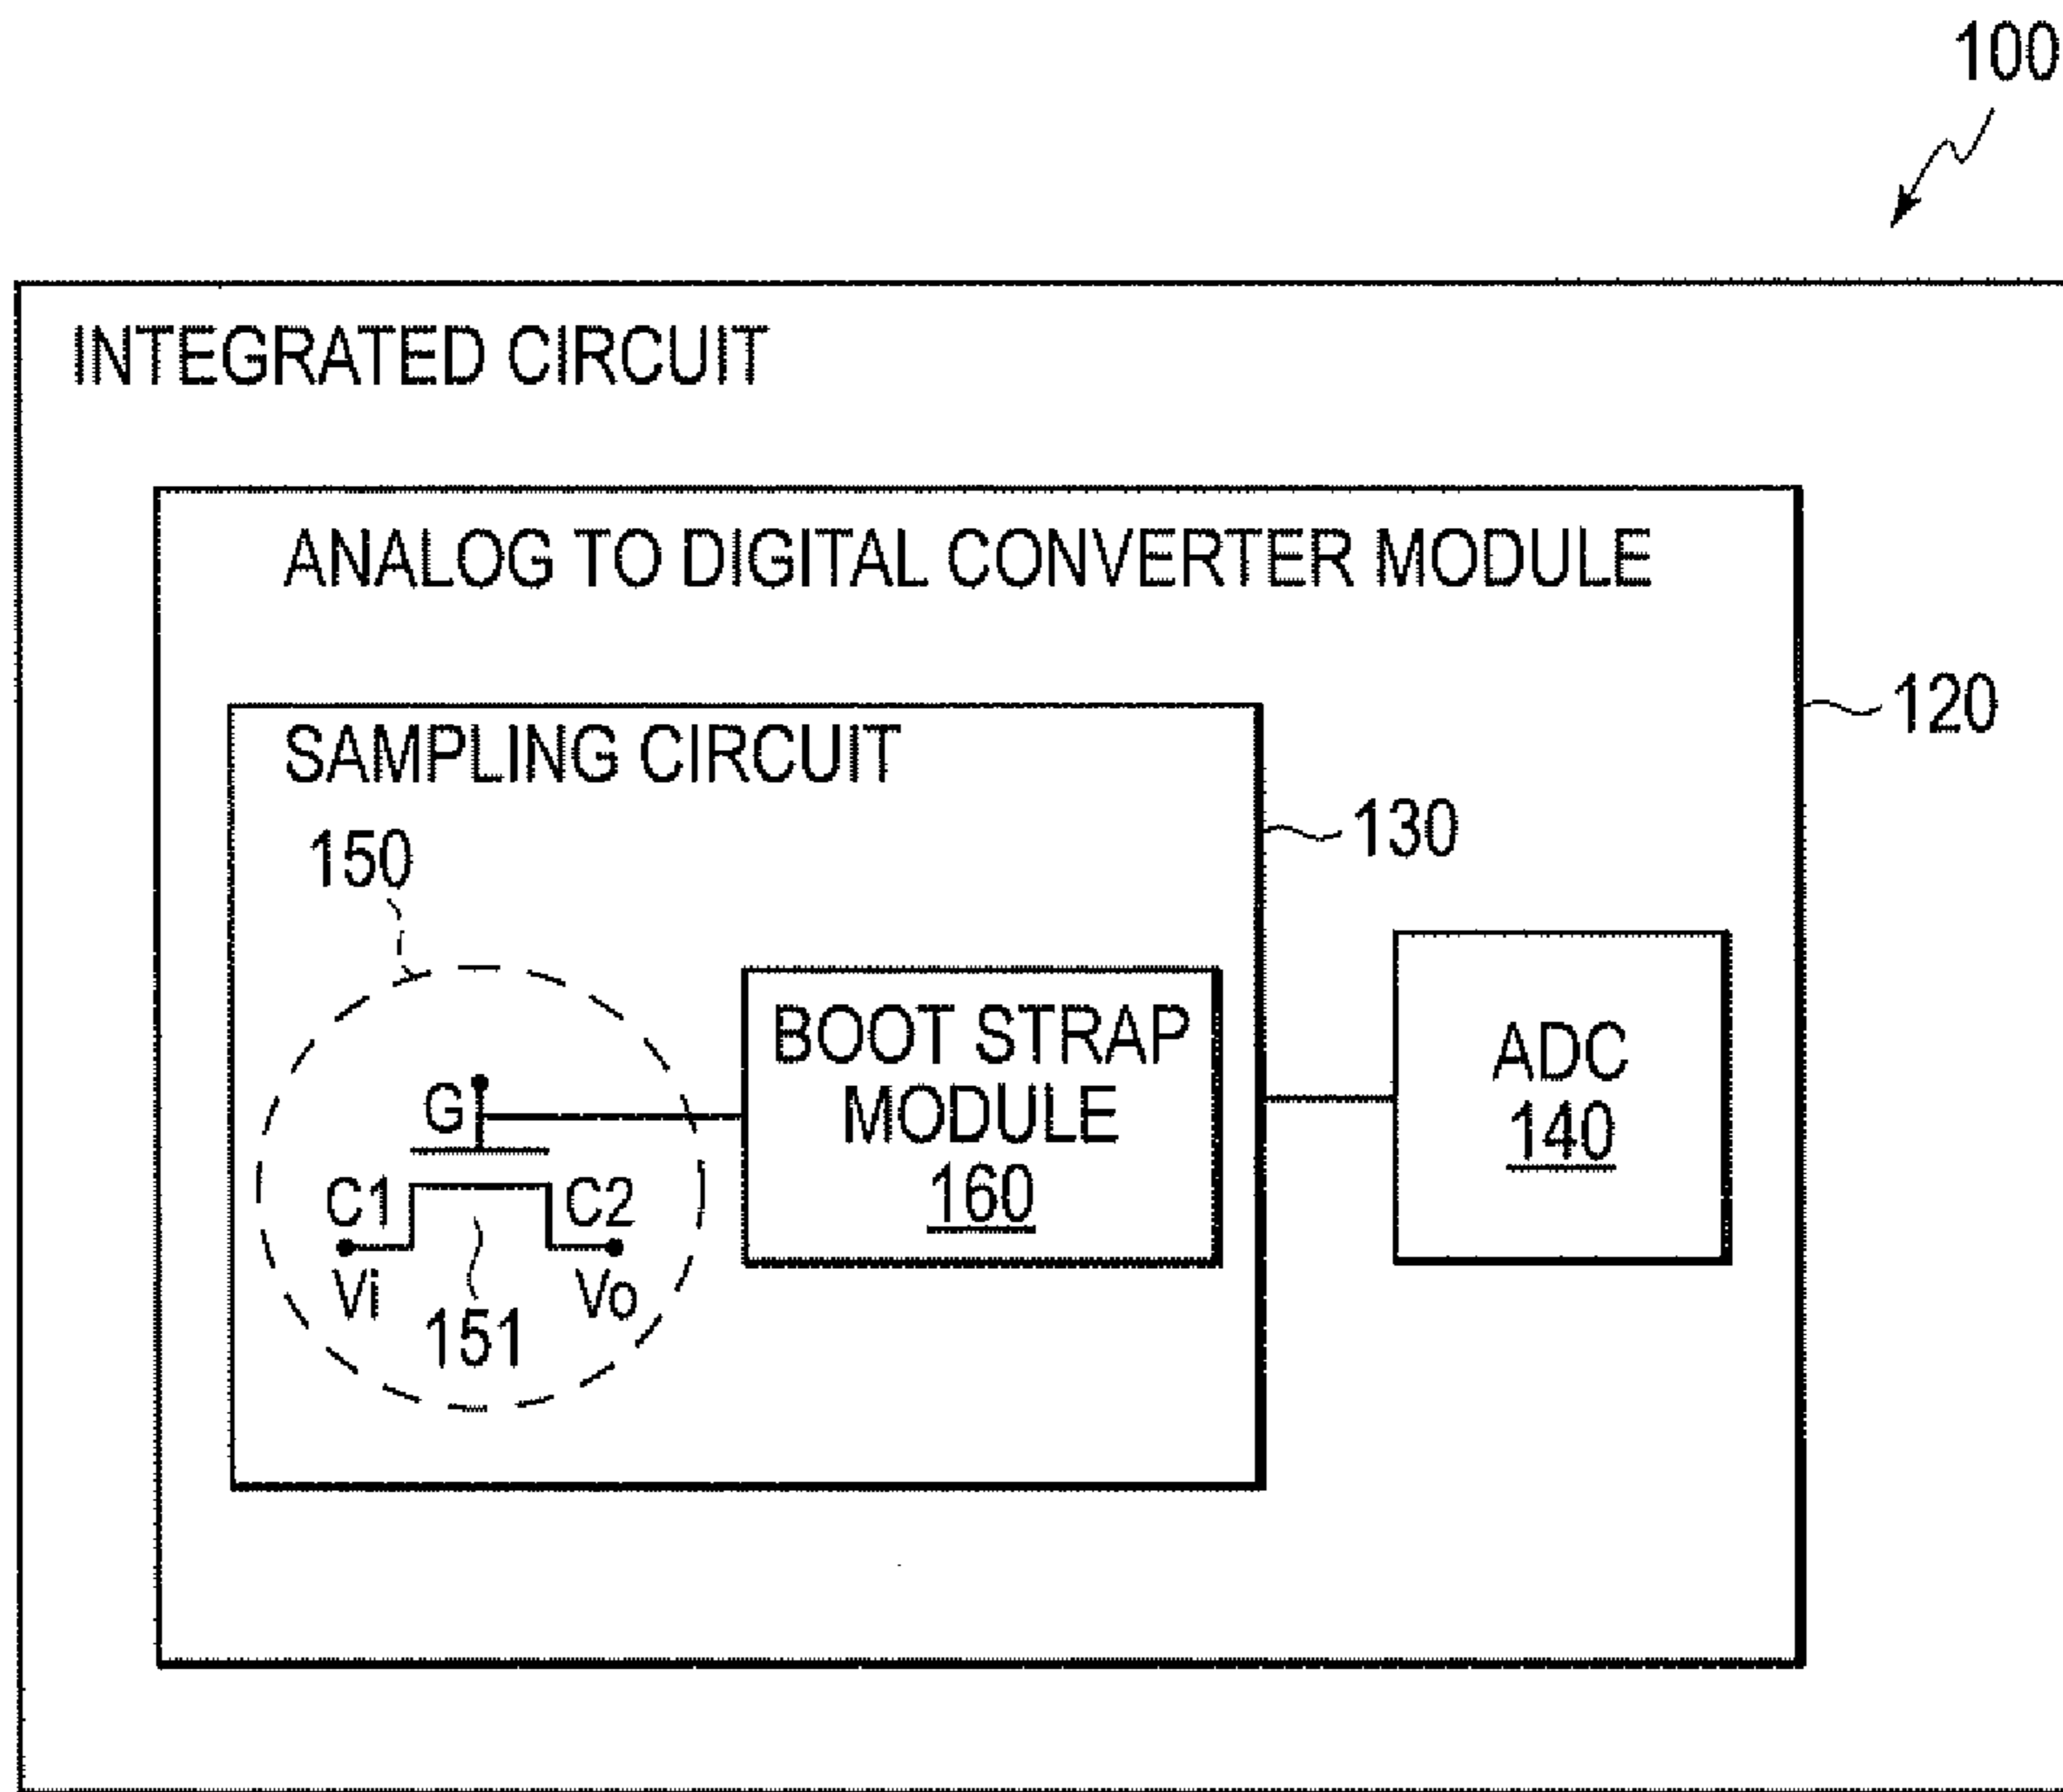 100
INTEGRATED CIRCUIT
ANALOG TO DIGITAL CONVERTER MODULE
120
SAMPLING CIRCUIT
130
150
BOOT STRAP
MODULE
160
ADC
140
G
C1
C2
Vi
Vo
151